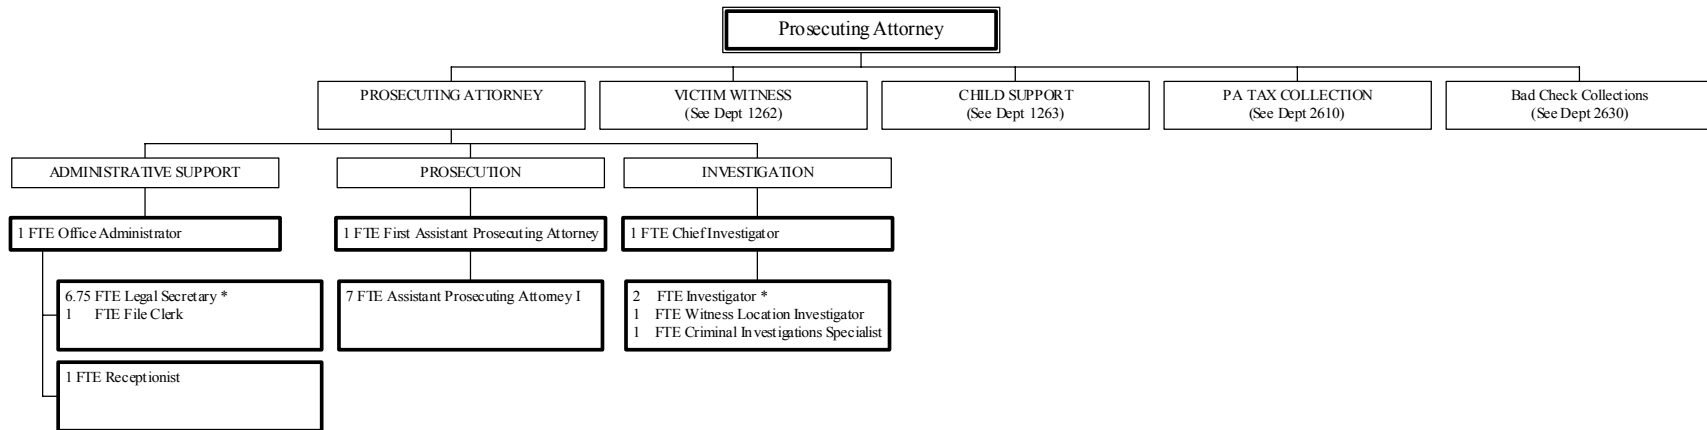 Prosecuting Attorney
PROSECUTING ATTORNEY
VICTIM WITNESS
(See Dept 1262)
CHILD SUPPORT
(See Dept 1263)
PA TAX COLLECTION
(See Dept 2610)
Bad Check Collections
(See Dept 2630)
ADMINISTRATIVE SUPPORT
PROSECUTION
INVESTIGATION
1 FTE Office Administrator
1 FTE First Assistant Prosecuting Attorney
1 FTE Chief Investigator
6.75 FTE Legal Secretary *
1 FTE File Clerk
7 FTE Assistant Prosecuting Attorney I
2 FTE Investigator *
1 FTE Witness Location Investigator
1 FTE Criminal Investigations Specialist
1 FTE Receptionist